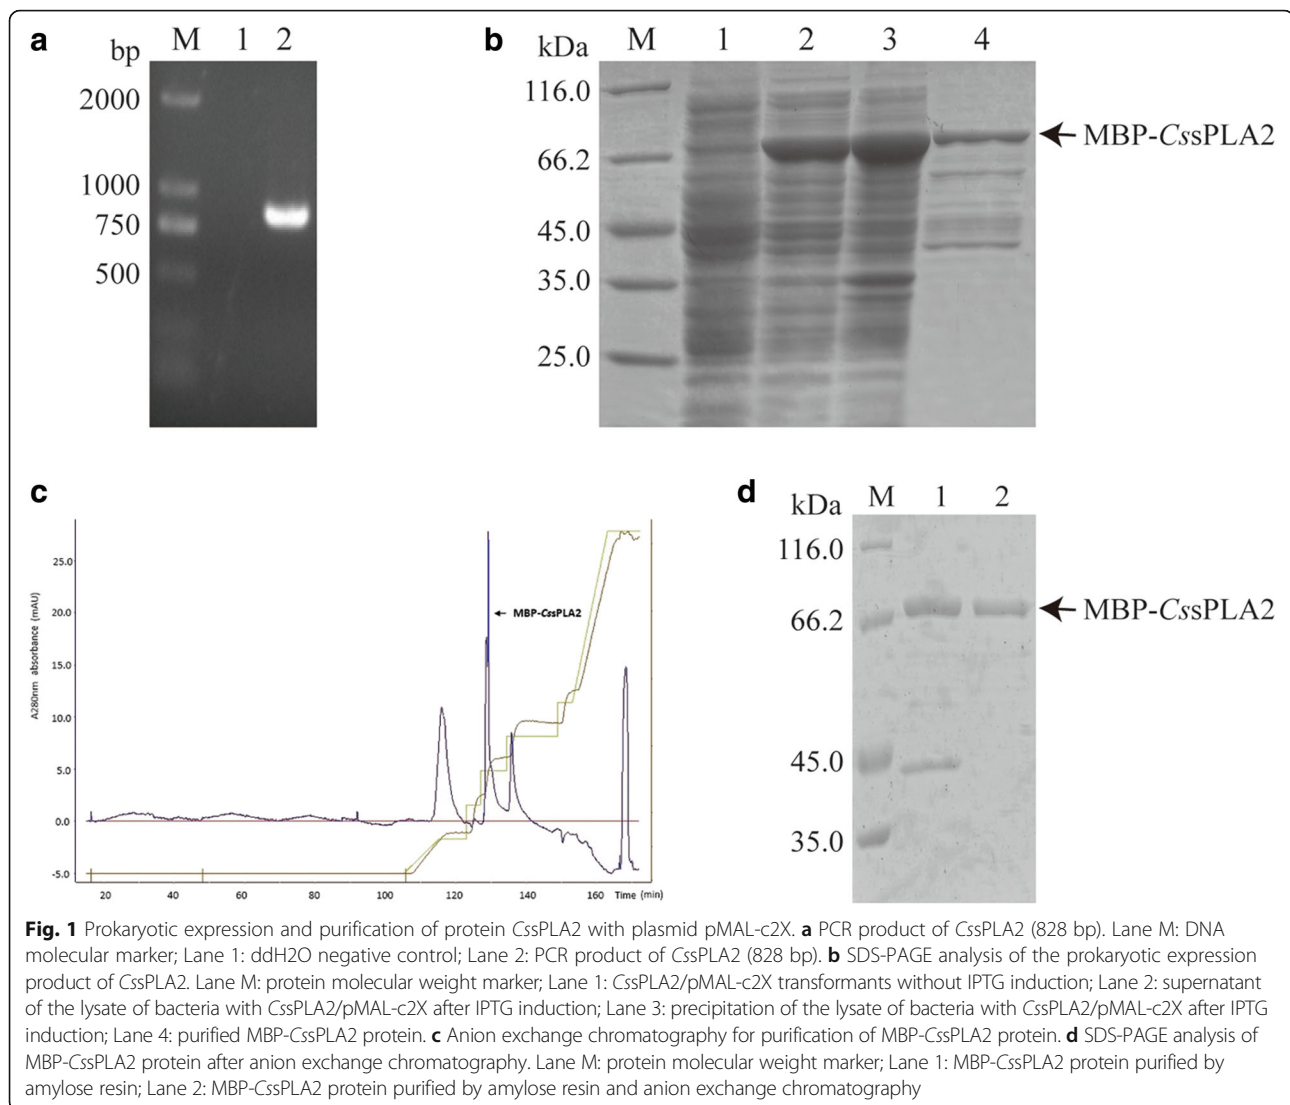 a
bp
M 1 2
2000
1000
750
500
b
kDa
M 1 2 3 4
116.0
66.2
45.0
35.0
25.0
MBP-CssPLA2
c
A280nm absorbance (mAU)
25.0
20.0
15.0
10.0
5.0
0.0
-5.0
MBP-CssPLA2
20 40 60 80 100 120 140 160 Time (min)
d
kDa
M 1 2
116.0
66.2
45.0
35.0
MBP-CssPLA2
Fig. 1 Prokaryotic expression and purification of protein CssPLA2 with plasmid pMAL-c2X. a PCR product of CssPLA2 (828 bp). Lane M: DNA
molecular marker; Lane 1: ddH2O negative control; Lane 2: PCR product of CssPLA2 (828 bp). b SDS-PAGE analysis of the prokaryotic expression
product of CssPLA2. Lane M: protein molecular weight marker; Lane 1: CssPLA2/pMAL-c2X transformants without IPTG induction; Lane 2: supernatant
of the lysate of bacteria with CssPLA2/pMAL-c2X after IPTG induction; Lane 3: precipitation of the lysate of bacteria with CssPLA2/pMAL-c2X after IPTG
induction; Lane 4: purified MBP-CssPLA2 protein. c Anion exchange chromatography for purification of MBP-CssPLA2 protein. d SDS-PAGE analysis of
MBP-CssPLA2 protein after anion exchange chromatography. Lane M: protein molecular weight marker; Lane 1: MBP-CssPLA2 protein purified by
amylose resin; Lane 2: MBP-CssPLA2 protein purified by amylose resin and anion exchange chromatography